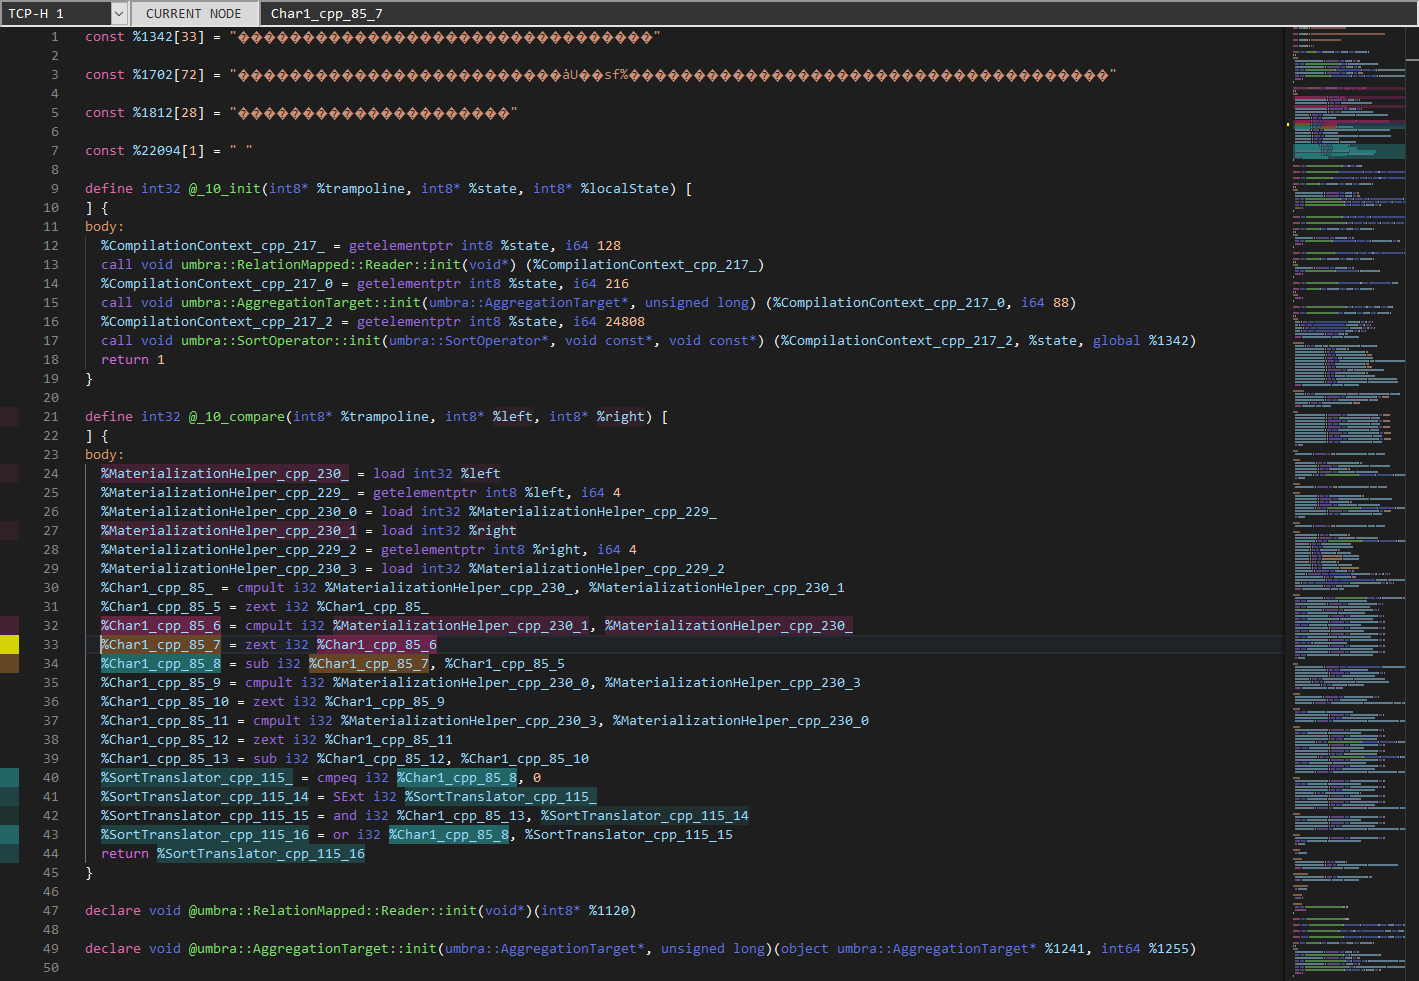 TCP-H 1 CURRENT NODE Char1_cpp_85_7
1 const %1342[33] = "���������������������������������"
2
3 const %1702[72] = "��������������������������âU��sf%��������������������������������������"
4
5 const %1812[28] = "����������������������"
6
7 const %22094[1] = " "
8
9 define int32 @_10_init(int8* %trampoline, int8* %state, int8* %localState) [
10 ] {
11 body:
12 %CompilationContext_cpp_217_ = getelementptr int8 %state, i64 128
13 call void umbra::RelationMapped::Reader::init(void*) (%CompilationContext_cpp_217_)
14 %CompilationContext_cpp_217_0 = getelementptr int8 %state, i64 216
15 call void umbra::AggregationTarget::init(umbra::AggregationTarget*, unsigned long) (%CompilationContext_cpp_217_0, i64 88)
16 %CompilationContext_cpp_217_2 = getelementptr int8 %state, i64 24808
17 call void umbra::SortOperator::init(umbra::SortOperator*, void const*, void const*) (%CompilationContext_cpp_217_2, %state, global %1342)
18 return 1
19 }
20
21 define int32 @_10_compare(int8* %trampoline, int8* %left, int8* %right) [
22 ] {
23 body:
24 %MaterializationHelper_cpp_230_ = load int32 %left
25 %MaterializationHelper_cpp_229_ = getelementptr int8 %left, i64 4
26 %MaterializationHelper_cpp_230_0 = load int32 %MaterializationHelper_cpp_229_
27 %MaterializationHelper_cpp_230_1 = load int32 %right
28 %MaterializationHelper_cpp_229_2 = getelementptr int8 %right, i64 4
29 %MaterializationHelper_cpp_230_3 = load int32 %MaterializationHelper_cpp_229_2
30 %Char1_cpp_85_ = cmpult i32 %MaterializationHelper_cpp_230_, %MaterializationHelper_cpp_230_1
31 %Char1_cpp_85_5 = zext i32 %Char1_cpp_85_
32 %Char1_cpp_85_6 = cmpult i32 %MaterializationHelper_cpp_230_1, %MaterializationHelper_cpp_230_
33 %Char1_cpp_85_7 = zext i32 %Char1_cpp_85_6
34 %Char1_cpp_85_8 = sub i32 %Char1_cpp_85_7, %Char1_cpp_85_5
35 %Char1_cpp_85_9 = cmpult i32 %MaterializationHelper_cpp_230_0, %MaterializationHelper_cpp_230_3
36 %Char1_cpp_85_10 = zext i32 %Char1_cpp_85_9
37 %Char1_cpp_85_11 = cmpult i32 %MaterializationHelper_cpp_230_3, %MaterializationHelper_cpp_230_0
38 %Char1_cpp_85_12 = zext i32 %Char1_cpp_85_11
39 %Char1_cpp_85_13 = sub i32 %Char1_cpp_85_12, %Char1_cpp_85_10
40 %SortTranslator_cpp_115_ = cmpeq i32 %Char1_cpp_85_8, 0
41 %SortTranslator_cpp_115_14 = SExt i32 %SortTranslator_cpp_115_
42 %SortTranslator_cpp_115_15 = and i32 %Char1_cpp_85_13, %SortTranslator_cpp_115_14
43 %SortTranslator_cpp_115_16 = or i32 %Char1_cpp_85_8, %SortTranslator_cpp_115_15
44 return %SortTranslator_cpp_115_16
45 }
46
47 declare void @umbra::RelationMapped::Reader::init(void*)(int8* %1120)
48
49 declare void @umbra::AggregationTarget::init(umbra::AggregationTarget*, unsigned long)(object umbra::AggregationTarget* %1241, int64 %1255)
50